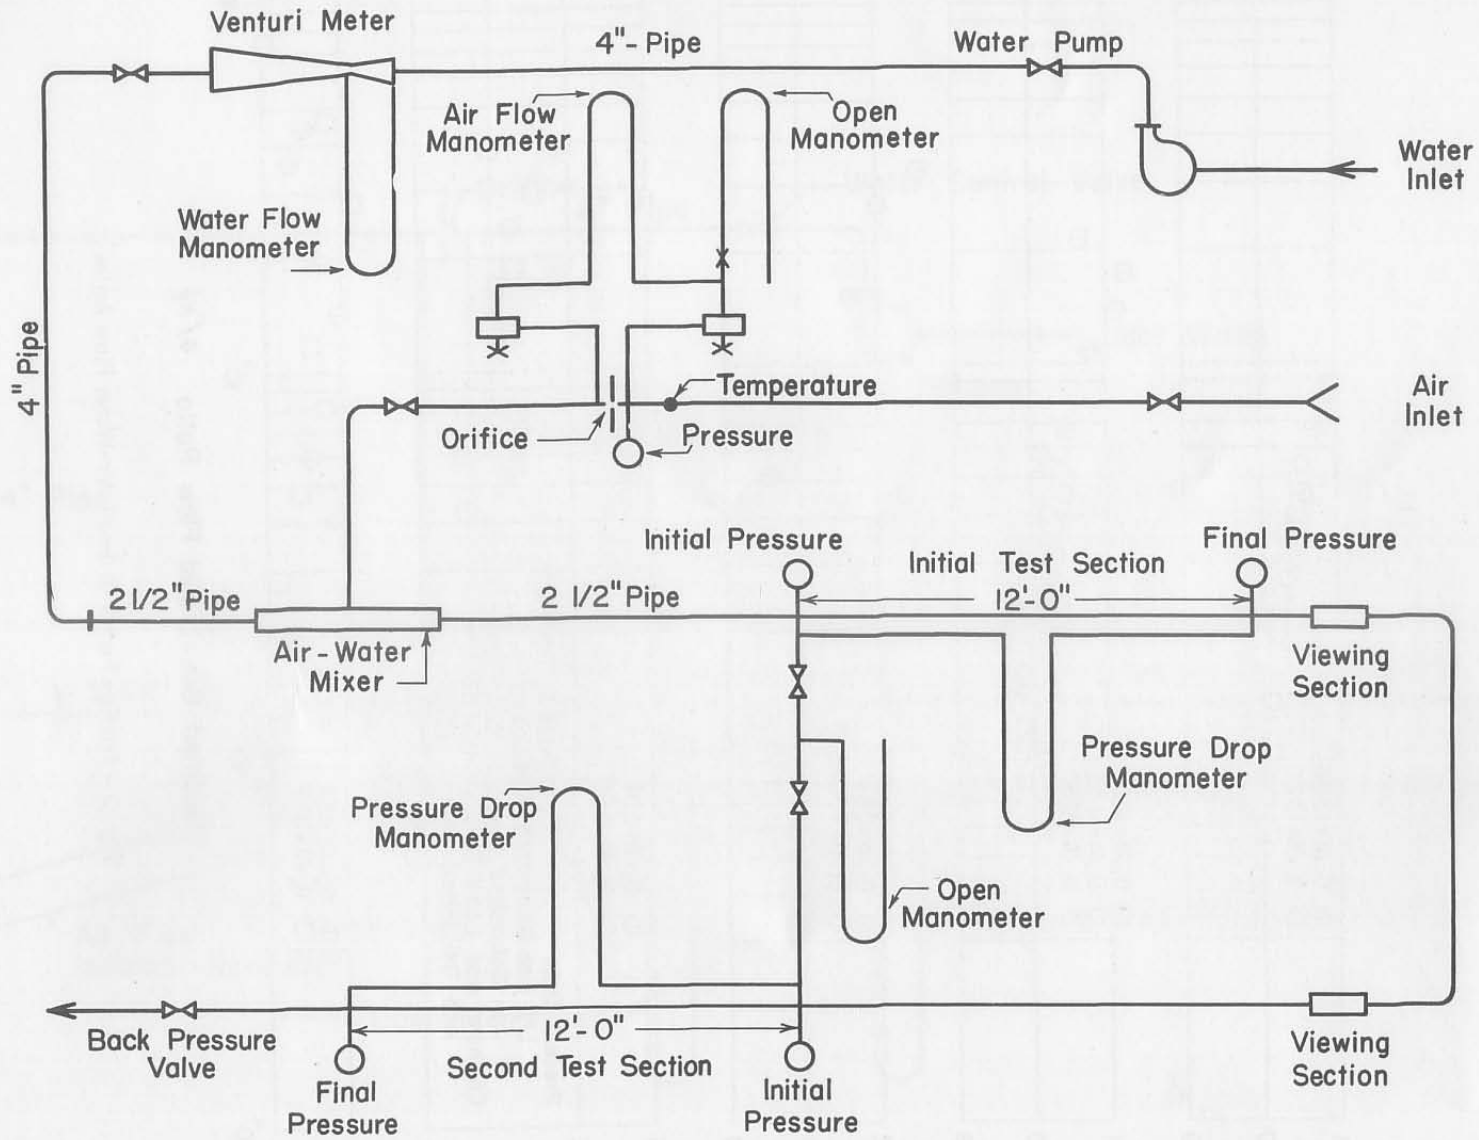 Venturi Meter
4"- Pipe
Water Pump
Air Flow
Manometer
Open
Manometer
Water
Inlet
Water Flow
Manometer
4" Pipe
Temperature
Air
Inlet
Orifice
Pressure
Initial Pressure
Initial Test Section
Final Pressure
2 1/2" Pipe
2 1/2" Pipe
12'-0"
Air-Water
Mixer
Viewing
Section
Pressure Drop
Manometer
Pressure Drop
Manometer
Open
Manometer
12'-0"
Back Pressure
Valve
Second Test Section
Viewing
Section
Final
Pressure
Initial
Pressure